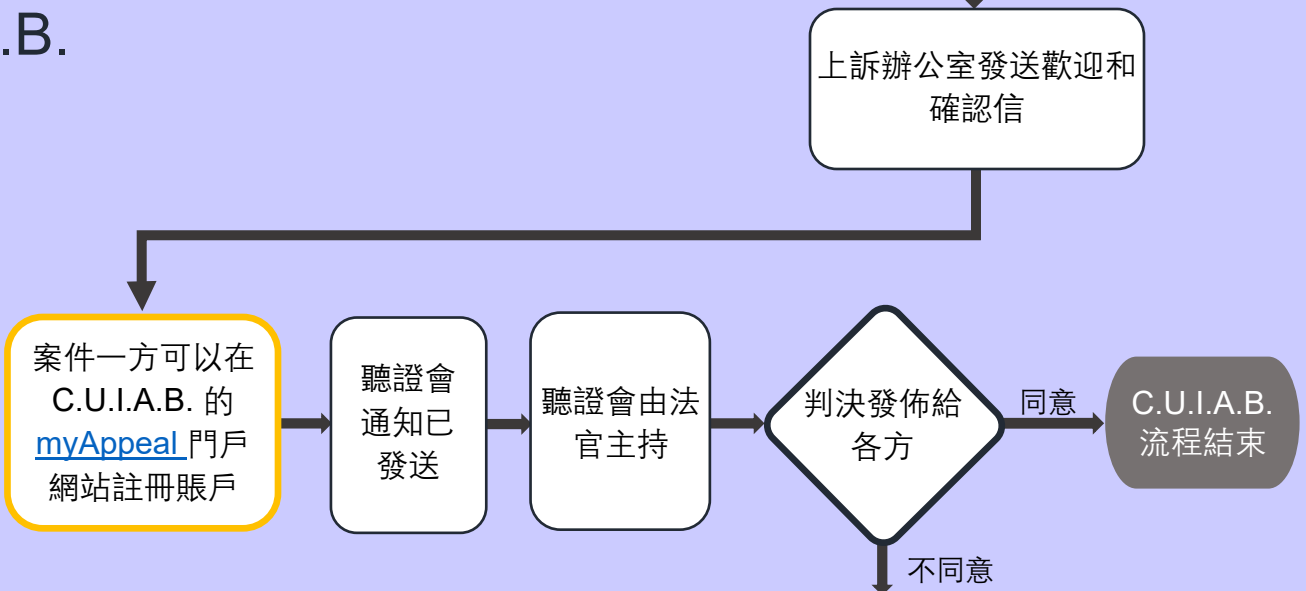 .B.
上訴辦公室發送歡迎和
確認信
案件一方可以在
C.U.I.A.B. 的
myAppeal 門戶
網站註冊賬戶
聽證會
通知已
發送
聽證會由法
官主持
判決發佈給
各方
同意
C.U.I.A.B.
流程結束
不同意